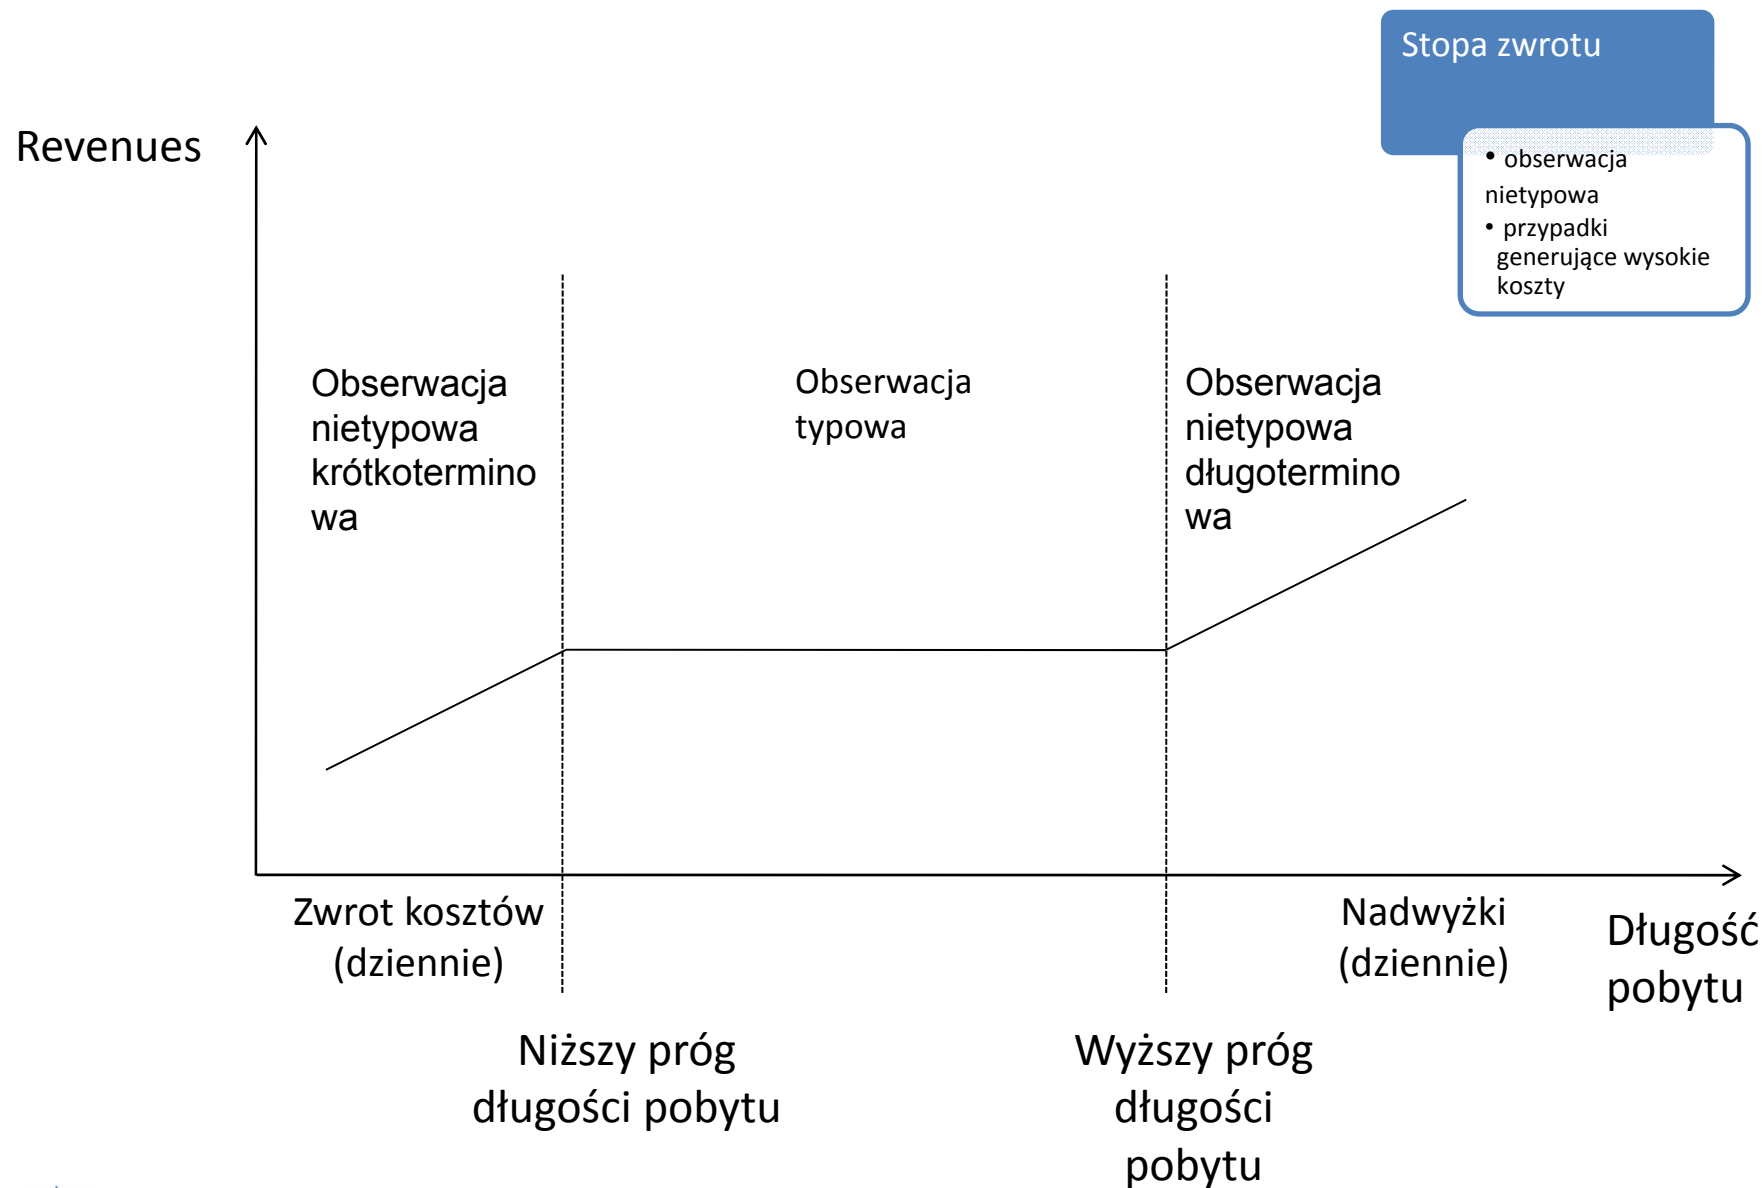 Stopa zwrotu
• obserwacja
nietypowa
• przypadki
generujące wysokie
koszty
Revenues
Obserwacja
nietypowa
krótkotermino
wa
Obserwacja
typowa
Obserwacja
nietypowa
długotermino
wa
Zwrot kosztów
(dziennie)
Nadwyżki
(dziennie)
Długość
pobytu
Niższy próg
długości pobytu
Wyższy próg
długości
pobytu